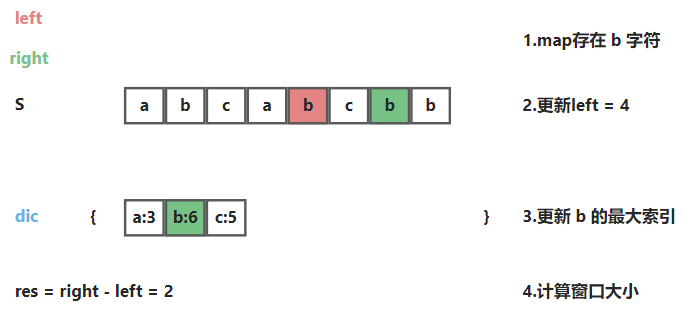 left
right
1.map存在 b 字符
S a b c a b c b b
2.更新left = 4
dic { a:3 b:6 c:5 }
3.更新 b 的最大索引
res = right - left = 2
4.计算窗口大小